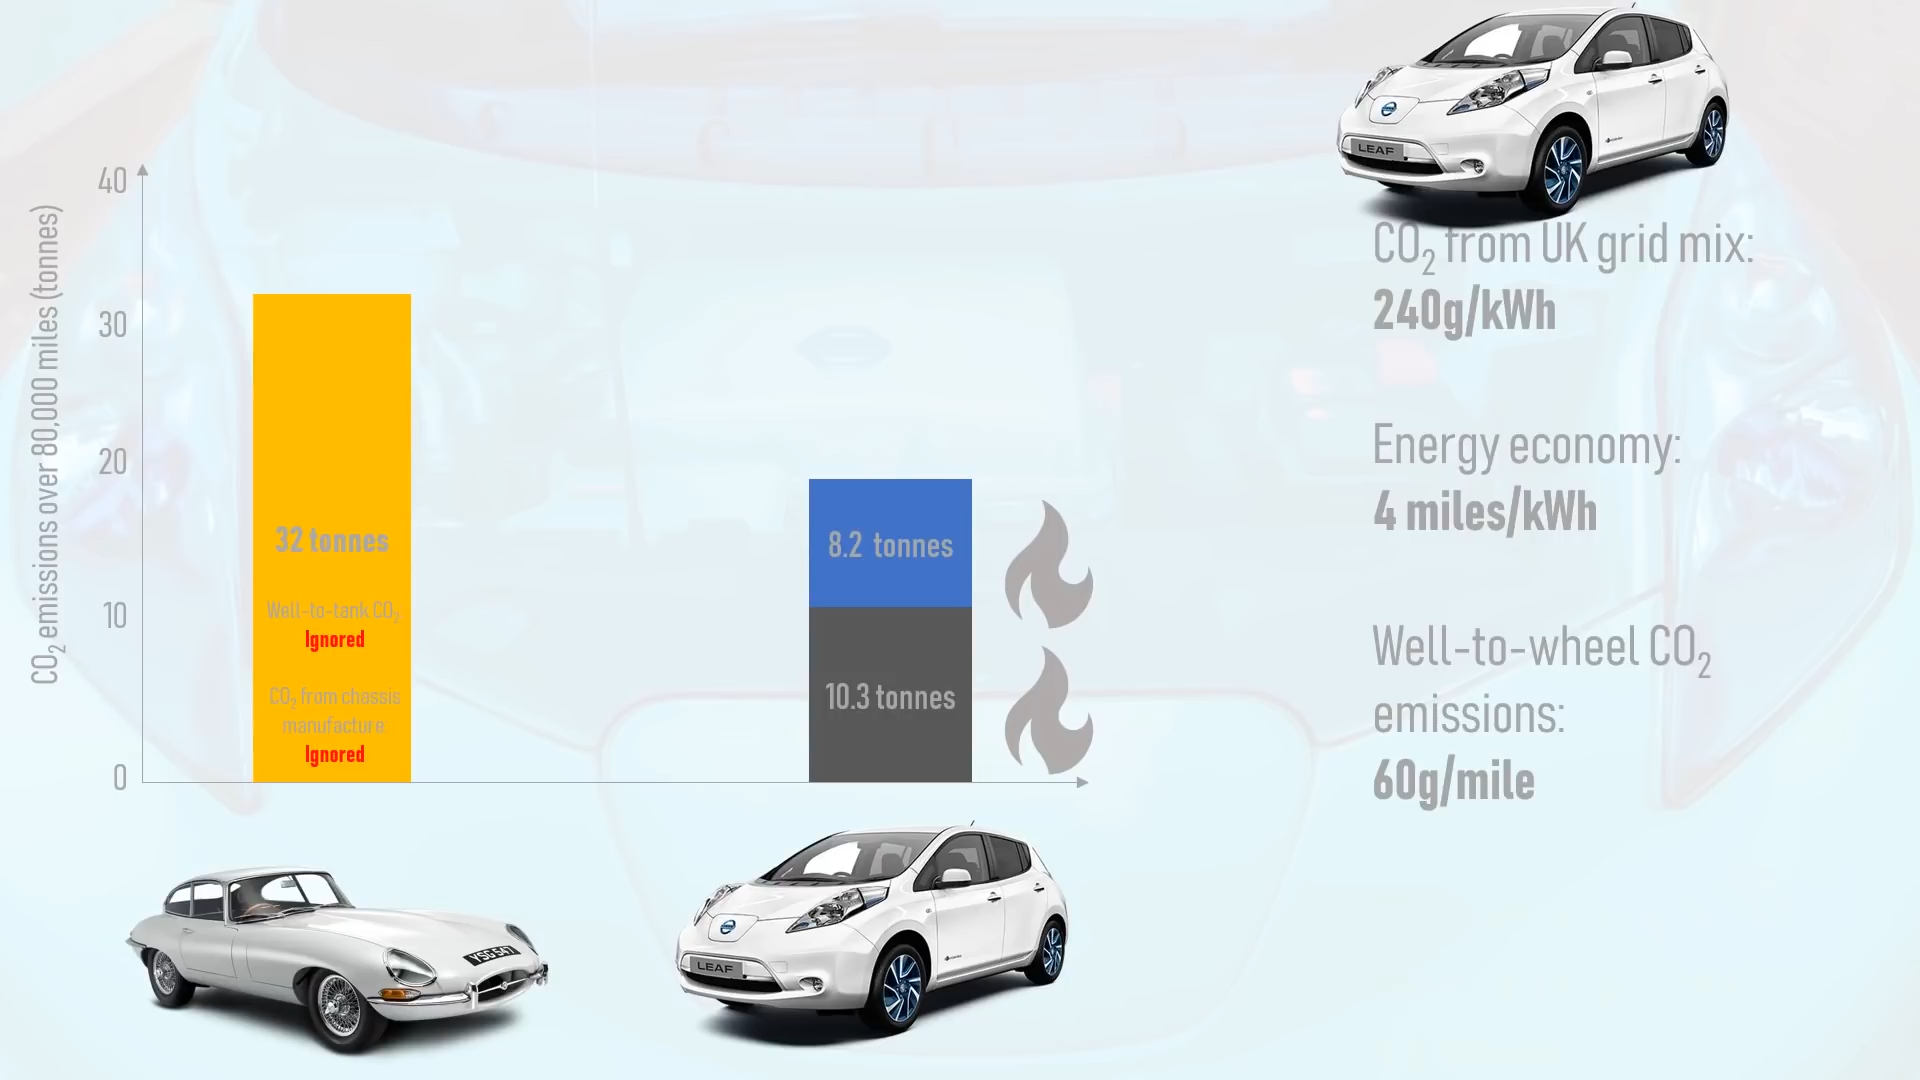 CO₂ emissions over 80,000 miles (tonnes)
40
30
20
10
0
32 tonnes
Well-to-tank CO₂
Ignored
CO₂ from chassis
manufacture
Ignored
8.2 tonnes
10.3 tonnes
YSG 547
LEAF
LEAF
CO₂ from UK grid mix:
240g/kWh
Energy economy:
4 miles/kWh
Well-to-wheel CO₂
emissions:
60g/mile